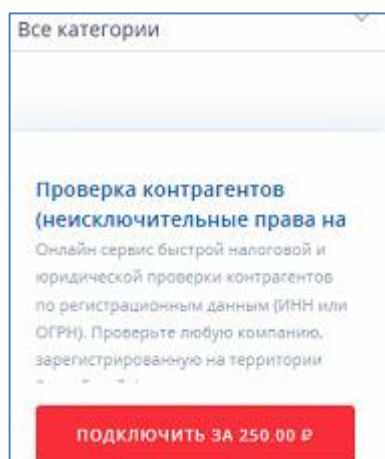 Все категории
Проверка контрагентов
(неисключительные права на
Онлайн сервис быстрой налоговой и
юридической проверки контрагентов
по регистрационным данным (ИНН или
ОГРН). Проверьте любую компанию,
зарегистрированную на территории
ПОДКЛЮЧИТЬ ЗА 250.00 ₽